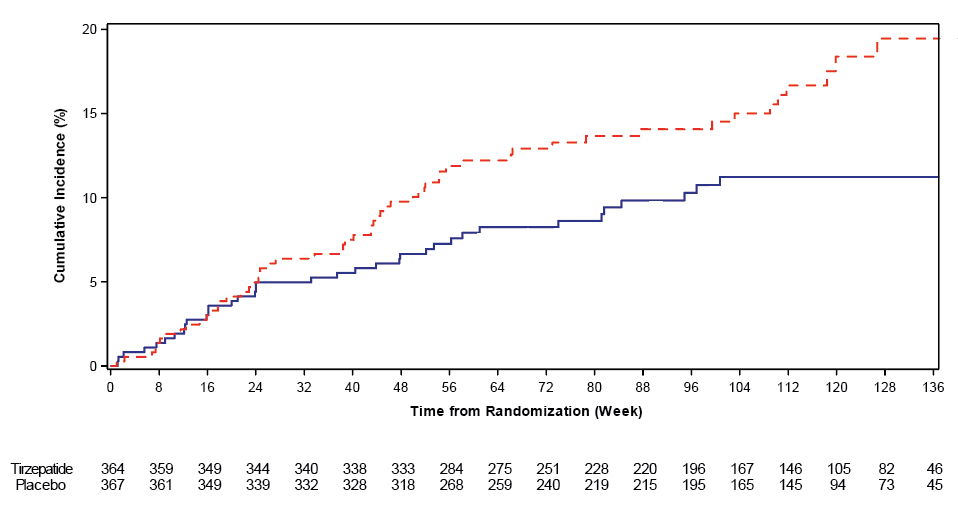 20
15
10
5
0
Cumulative Incidence (%)
0 8 16 24 32 40 48 56 64 72 80 88 96 104 112 120 128 136
Time from Randomization (Week)
Tirzepatide 364 359 349 344 340 338 333 284 275 251 228 220 196 167 146 105 82 46
Placebo 367 361 349 339 332 328 318 268 259 240 219 215 195 165 145 94 73 45